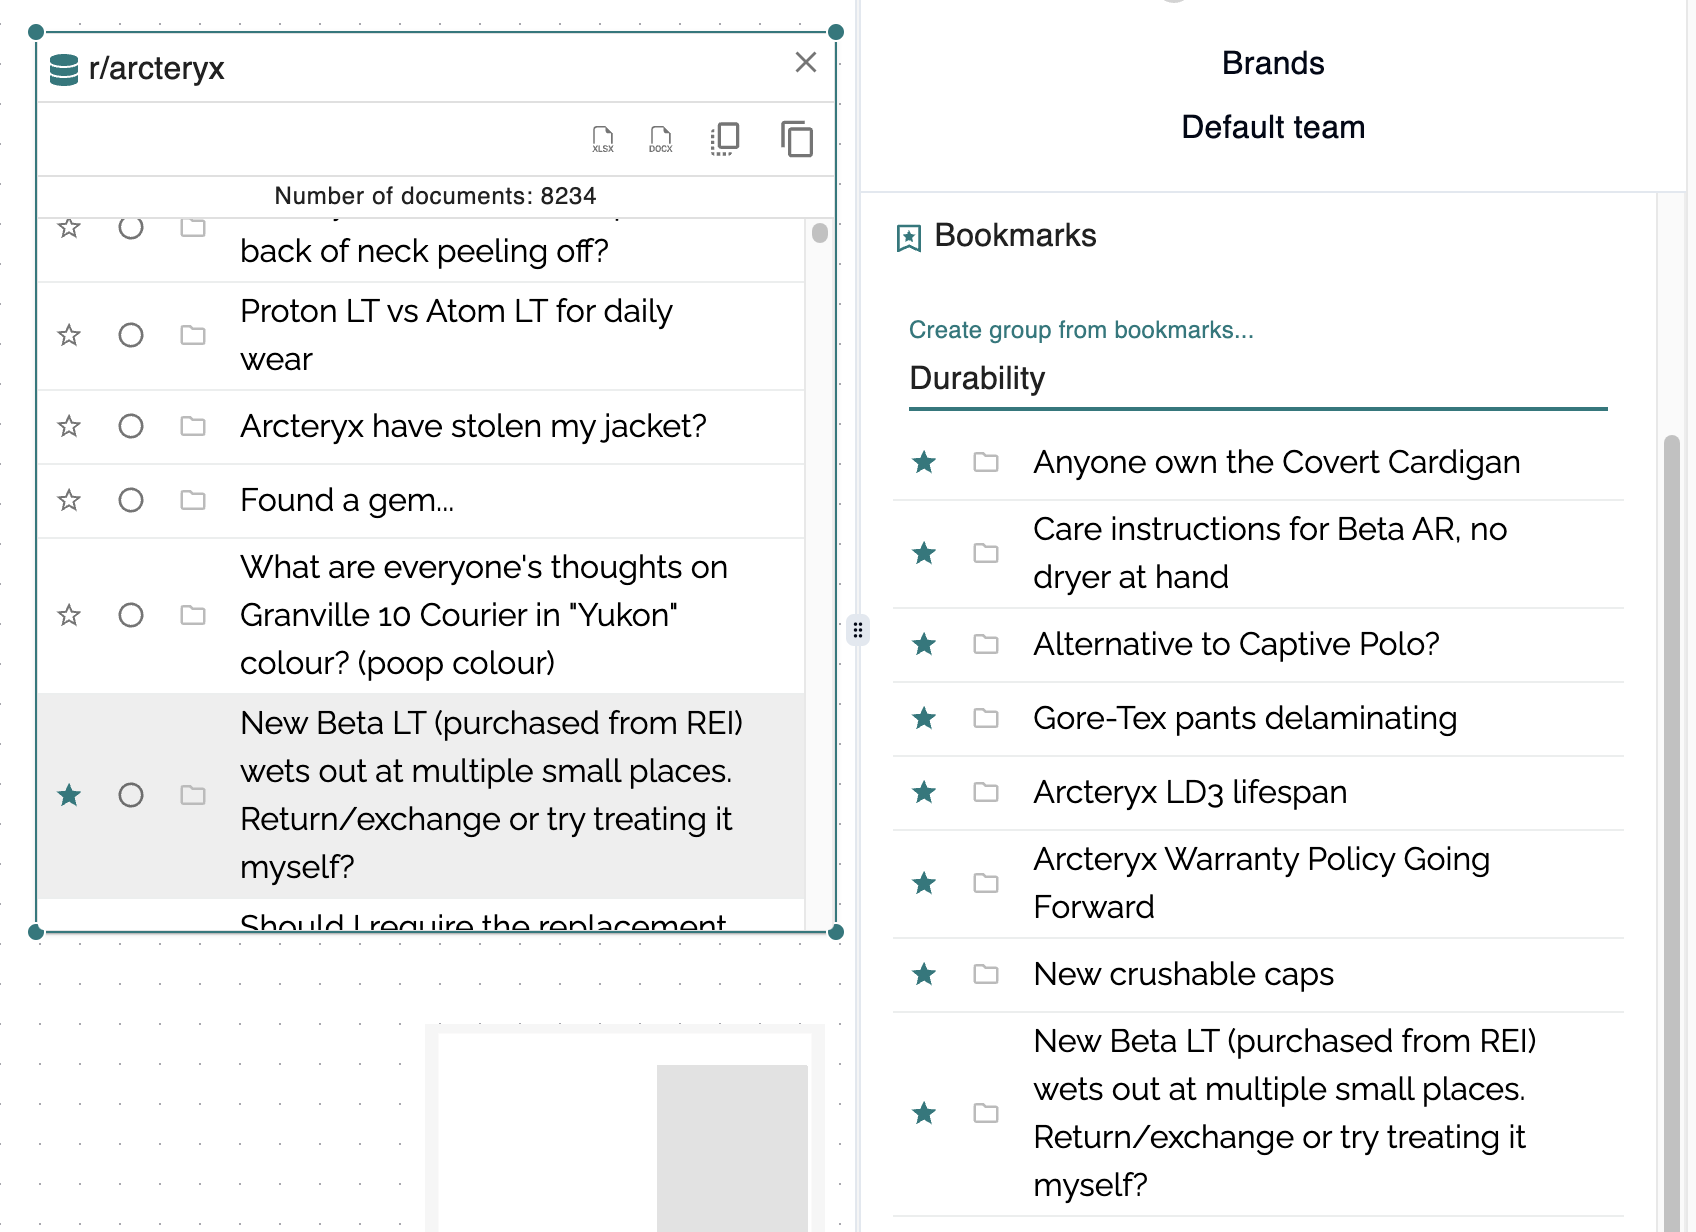 r/arcteryx
XLSX
DOCX
Number of documents: 8234
back of neck peeling off?
Proton LT vs Atom LT for daily
wear
Arcteryx have stolen my jacket?
Found a gem...
What are everyone's thoughts on
Granville 10 Courier in "Yukon"
colour? (poop colour)
New Beta LT (purchased from REI)
wets out at multiple small places.
Return/exchange or try treating it
myself?
Should I require the replacement
Brands
Default team
Bookmarks
Create group from bookmarks...
Durability
Anyone own the Covert Cardigan
Care instructions for Beta AR, no
dryer at hand
Alternative to Captive Polo?
Gore-Tex pants delaminating
Arcteryx LD3 lifespan
Arcteryx Warranty Policy Going
Forward
New crushable caps
New Beta LT (purchased from REI)
wets out at multiple small places.
Return/exchange or try treating it
myself?